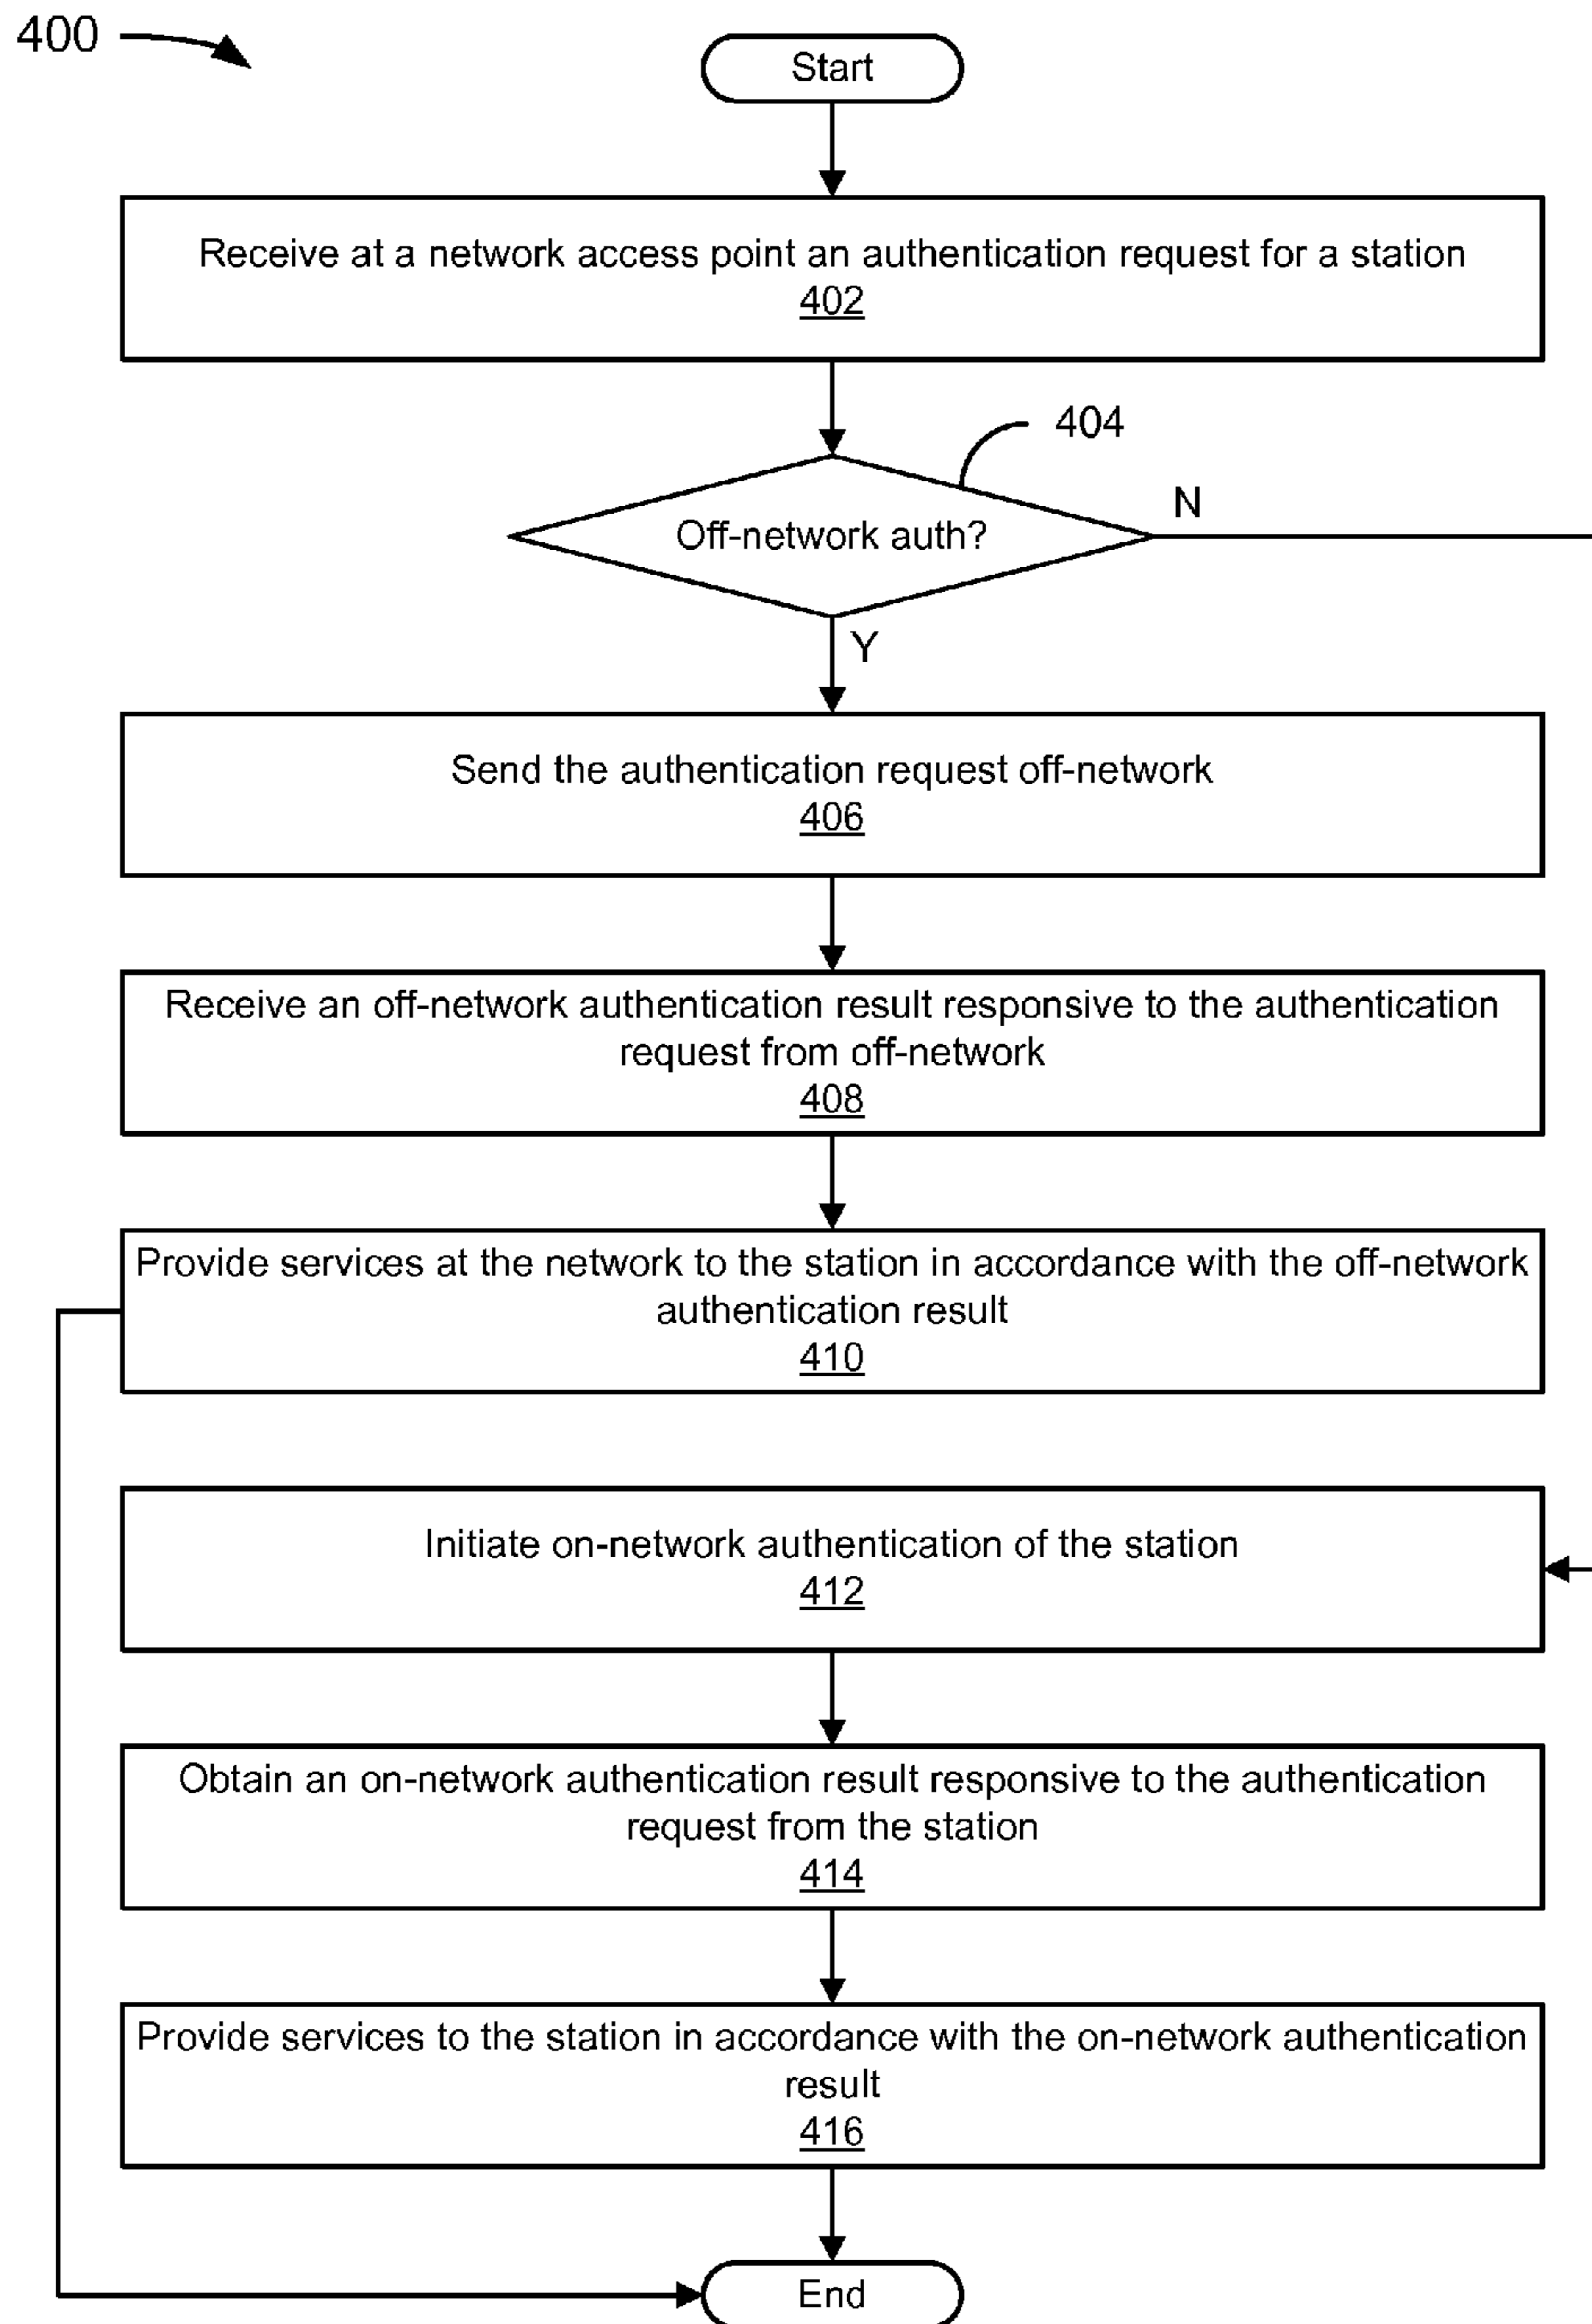 400
Start
Receive at a network access point an authentication request for a station
402
404
Off-network auth?
N
Y
Send the authentication request off-network
406
Receive an off-network authentication result responsive to the authentication
request from off-network
408
Provide services at the network to the station in accordance with the off-network
authentication result
410
Initiate on-network authentication of the station
412
Obtain an on-network authentication result responsive to the authentication
request from the station
414
Provide services to the station in accordance with the on-network authentication
result
416
End